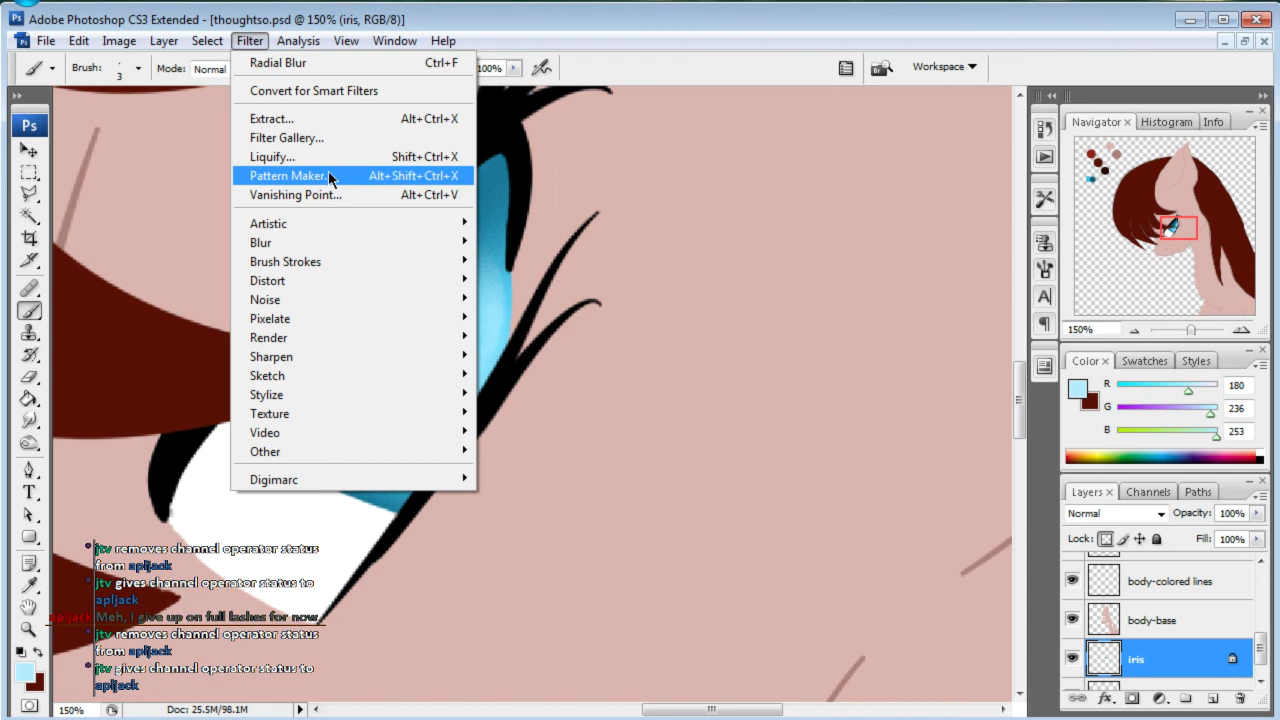 Ps Adobe Photoshop CS3 Extended - [thoughtso.psd @ 150% (iris, RGB/8)]
File Edit Image Layer Select Filter Analysis View Window Help
Brush: 3 Mode: Normal 100% Workspace
Radial Blur Ctrl+F
Convert for Smart Filters
Extract... Alt+Ctrl+X
Filter Gallery...
Liquify... Shift+Ctrl+X
Pattern Maker... Alt+Shift+Ctrl+X
Vanishing Point... Alt+Ctrl+V
Artistic
Blur
Brush Strokes
Distort
Noise
Pixelate
Render
Sharpen
Sketch
Stylize
Texture
Video
Other
Digimarc
Ps
T
Navigator × Histogram Info
150%
Color × Swatches Styles
R 180
G 236
B 253
Layers × Channels Paths
Normal Opacity: 100%
Lock: Fill: 100%
body-colored lines
body-base
iris
* jtv removes channel operator status
from apljack
* jtv gives channel operator status to
apljack
apljack Meh, I give up on full lashes for now
* jtv removes channel operator status
from apljack
* jtv gives channel operator status to
apljack
150% Doc: 25.5M/98.1M